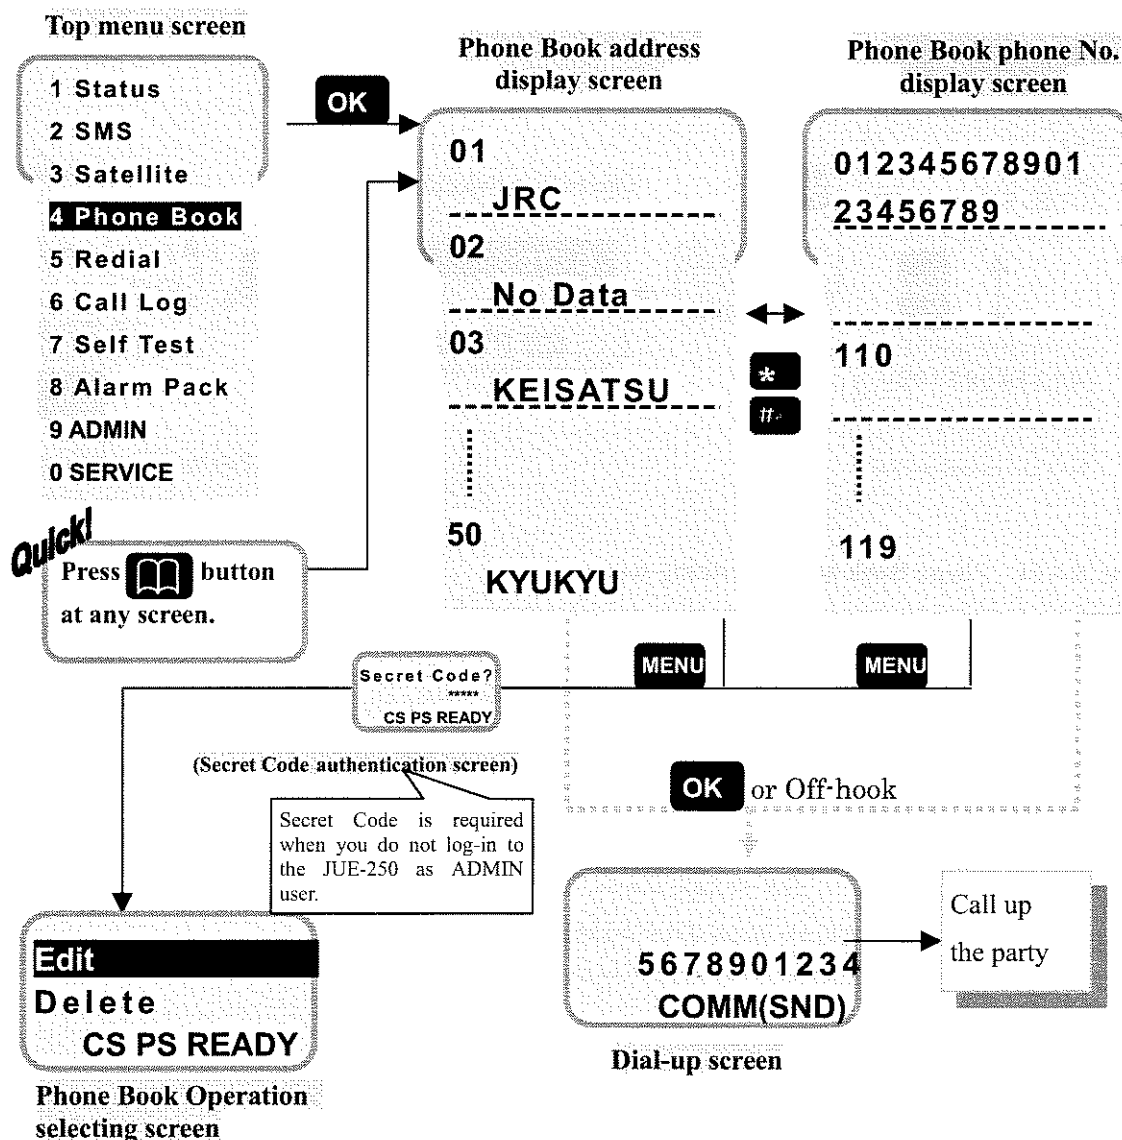 Top menu screen
1 Status
2 SMS
3 Satellite
4 Phone Book
5 Redial
6 Call Log
7 Self Test
8 Alarm Pack
9 ADMIN
0 SERVICE
OK
Phone Book address
display screen
01
JRC
02
No Data
03
KEISATSU
50
KYUKYU
*
#
Phone Book phone No.
display screen
012345678901
23456789
110
119
Quick!
Press button
at any screen.
MENU
MENU
Secret Code?
*****
CS PS READY
(Secret Code authentication screen)
Secret Code is required
when you do not log-in to
the JUE-250 as ADMIN
user.
OK or Off-hook
Edit
Delete
CS PS READY
Phone Book Operation
selecting screen
5678901234
COMM(SND)
Dial-up screen
Call up
the party